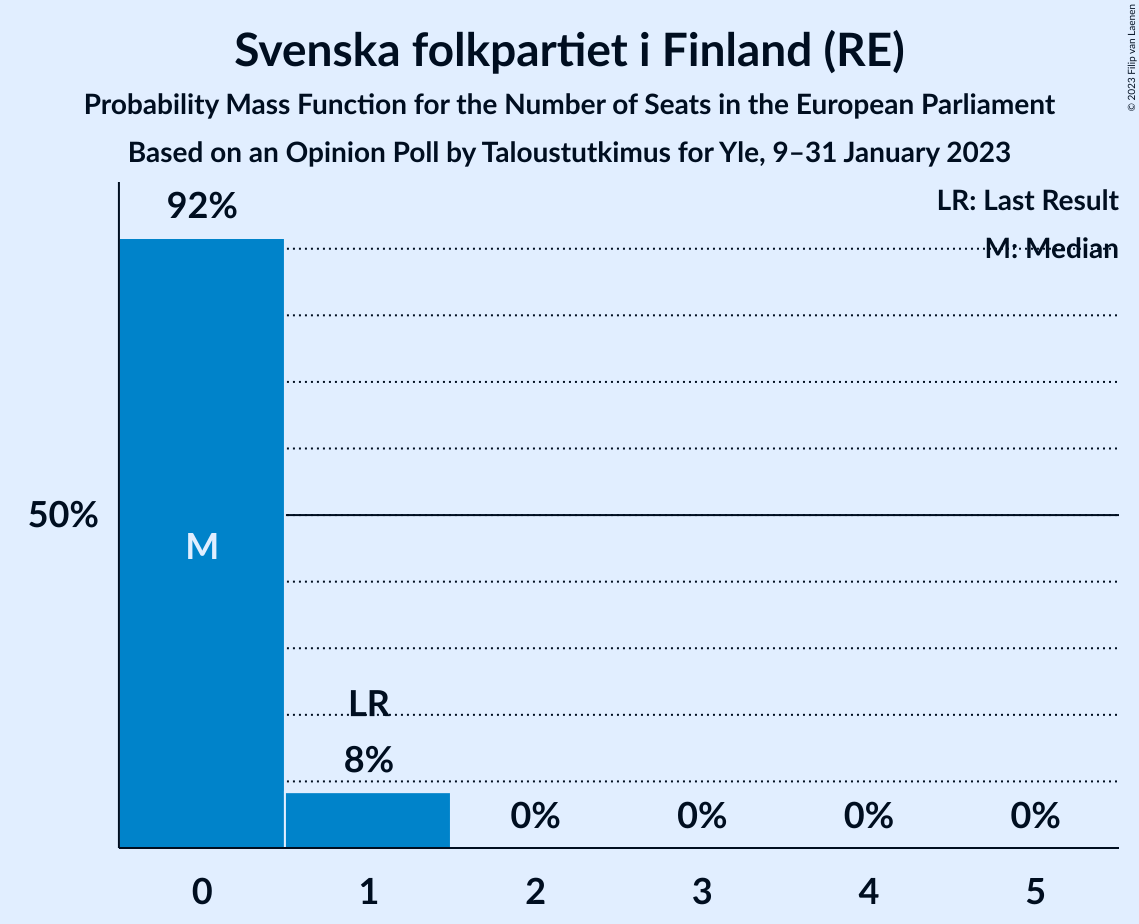 Svenska folkpartiet i Finland (RE)
Probability Mass Function for the Number of Seats in the European Parliament
Based on an Opinion Poll by Taloustutkimus for Yle, 9–31 January 2023
© 2023 Filip van Laenen
LR: Last Result
M: Median
92%
50%
M
LR
8%
0%
0%
0%
0%
0
1
2
3
4
5